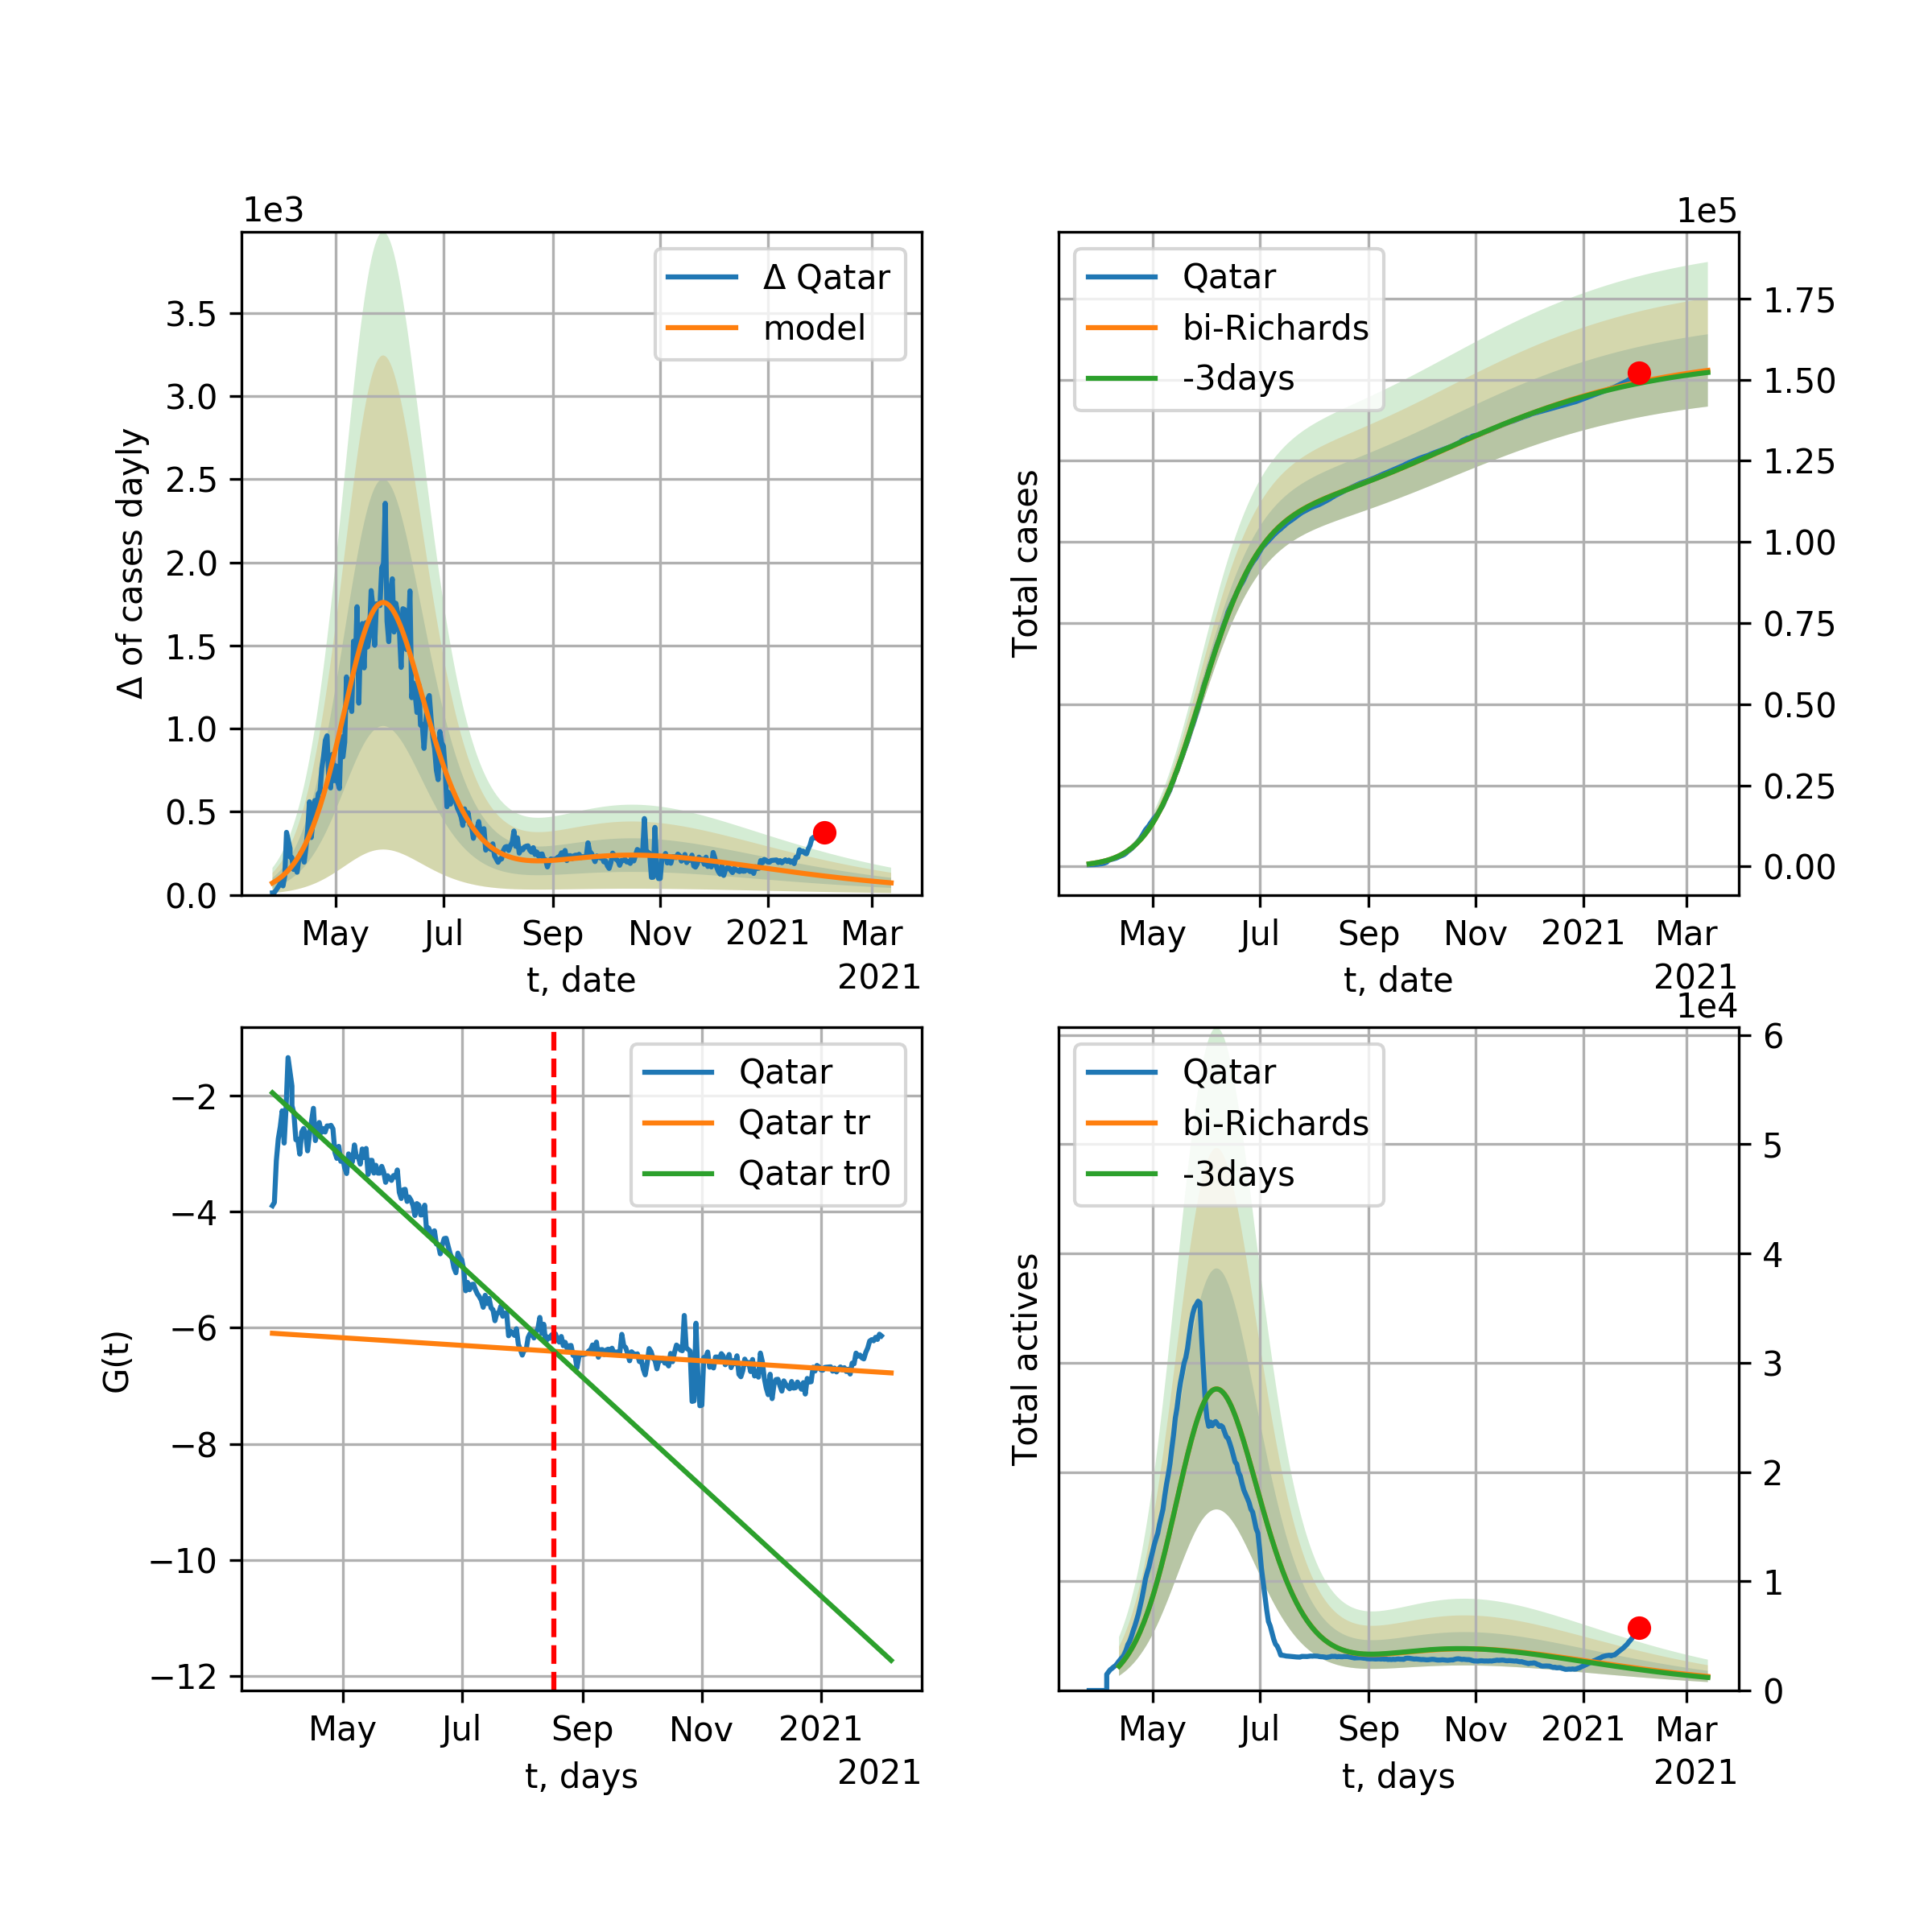 1e3
Δ Qatar
model
3.5
3.0
2.5
2.0
1.5
1.0
0.5
0.0
Δ of cases dayly
May Jul Sep Nov 2021 Mar
t, date
2021
1e5
Qatar
bi-Richards
-3days
1.75
1.50
1.25
1.00
0.75
0.50
0.25
0.00
Total cases
May Jul Sep Nov 2021 Mar
t, date
2021
Qatar
Qatar tr
Qatar tr0
−2
−4
−6
−8
−10
−12
G(t)
May Jul Sep Nov 2021
t, days
2021
1e4
Qatar
bi-Richards
-3days
6
5
4
3
2
1
0
Total actives
May Jul Sep Nov 2021 Mar
t, days
2021